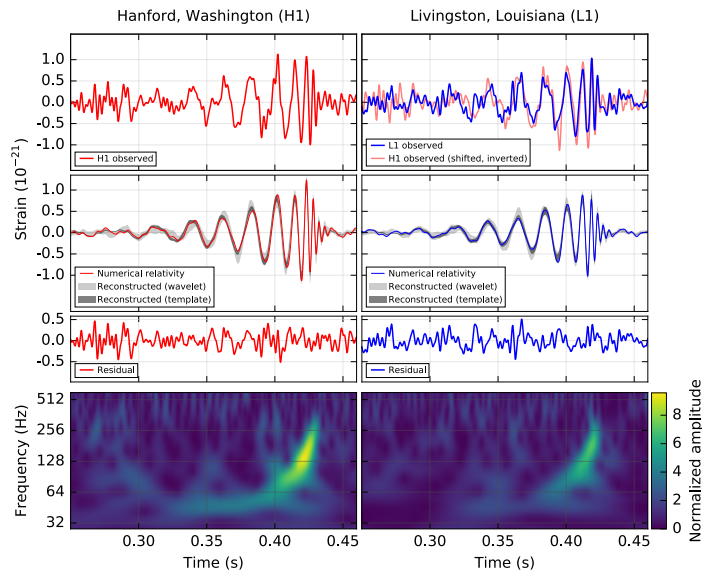 Hanford, Washington (H1)
Livingston, Louisiana (L1)
Strain (10⁻²¹)
1.0
0.5
0.0
-0.5
-1.0
H1 observed
L1 observed
H1 observed (shifted, inverted)
1.0
0.5
0.0
-0.5
-1.0
Numerical relativity
Reconstructed (wavelet)
Reconstructed (template)
Numerical relativity
Reconstructed (wavelet)
Reconstructed (template)
0.5
0.0
-0.5
Residual
Residual
Frequency (Hz)
512
256
128
64
32
0.30
0.35
0.40
0.45
Time (s)
0.30
0.35
0.40
0.45
Time (s)
8
6
4
2
0
Normalized amplitude